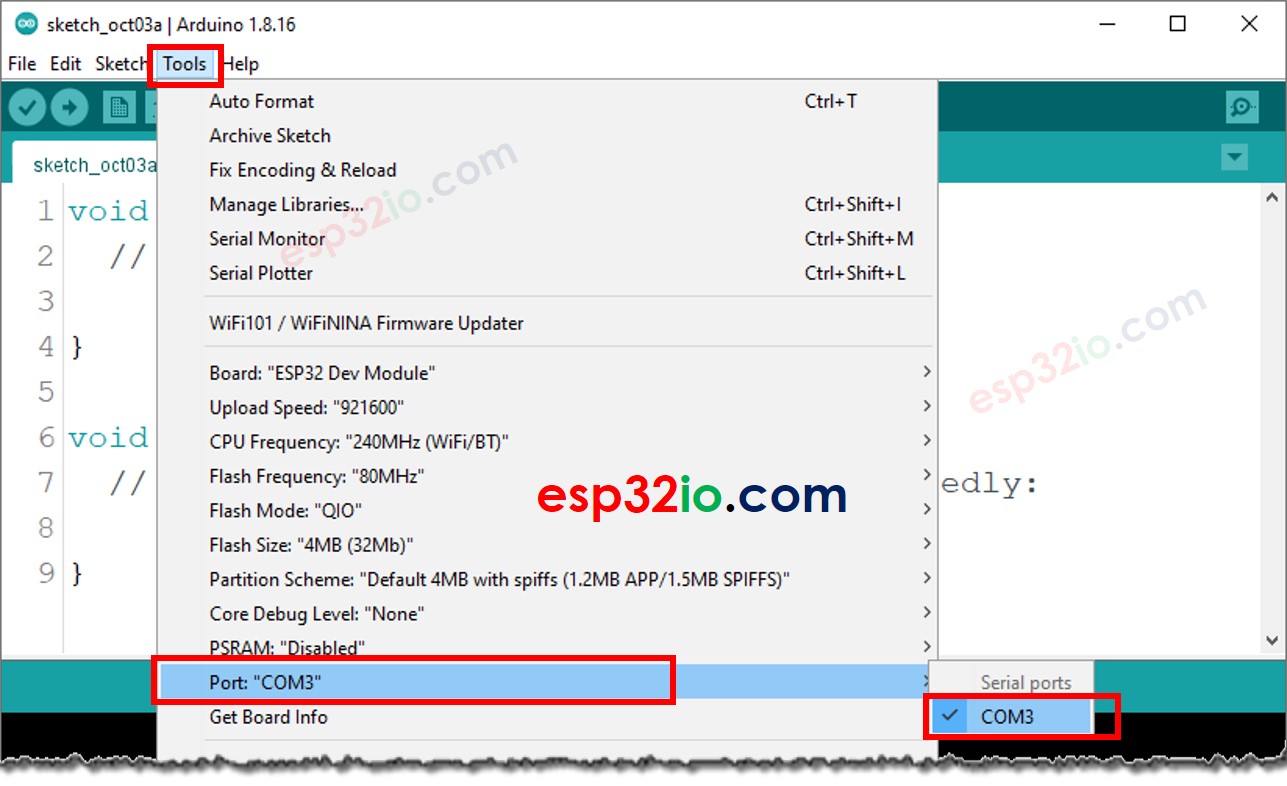 sketch_oct03a | Arduino 1.8.16
File Edit Sketch Tools Help
Auto Format Ctrl+T
Archive Sketch
sketch_oct03a Fix Encoding & Reload
Manage Libraries... Ctrl+Shift+I
Serial Monitor Ctrl+Shift+M
Serial Plotter Ctrl+Shift+L
WiFi101 / WiFiNINA Firmware Updater
Board: "ESP32 Dev Module"
Upload Speed: "921600"
CPU Frequency: "240MHz (WiFi/BT)"
Flash Frequency: "80MHz"
Flash Mode: "QIO"
Flash Size: "4MB (32Mb)"
Partition Scheme: "Default 4MB with spiffs (1.2MB APP/1.5MB SPIFFS)"
Core Debug Level: "None"
PSRAM: "Disabled"
Port: "COM3"
Get Board Info
Serial ports
COM3
1 void
2 //
3
4 }
5
6 void
7 // edly:
8
9 }
esp32io.com
esp32io.com
esp32io.com